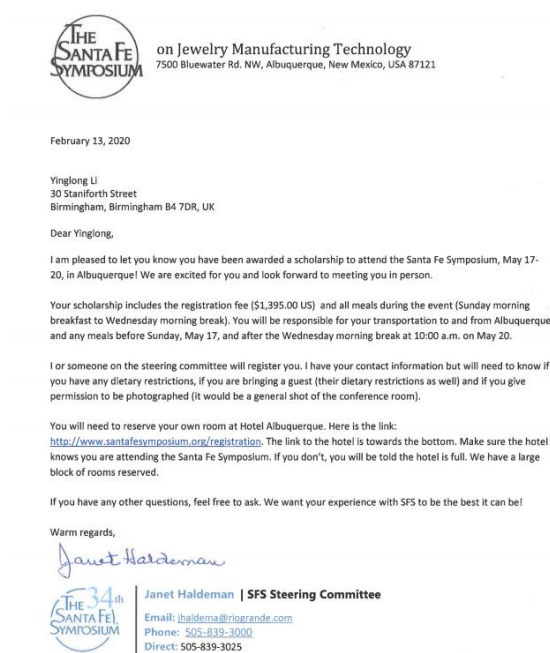 THE
SANTA FE
SYMPOSIUM
on Jewelry Manufacturing Technology
7500 Bluewater Rd. NW, Albuquerque, New Mexico, USA 87121
February 13, 2020
Yinglong Li
30 Staniforth Street
Birmingham, Birmingham B4 7DR, UK
Dear Yinglong,
I am pleased to let you know you have been awarded a scholarship to attend the Santa Fe Symposium, May 17-
20, in Albuquerque! We are excited for you and look forward to meeting you in person.
Your scholarship includes the registration fee ($1,395.00 US) and all meals during the event (Sunday morning
breakfast to Wednesday morning break). You will be responsible for your transportation to and from Albuquerque
and any meals before Sunday, May 17, and after the Wednesday morning break at 10:00 a.m. on May 20.
I or someone on the steering committee will register you. I have your contact information but will need to know if
you have any dietary restrictions, if you are bringing a guest (their dietary restrictions as well) and if you give
permission to be photographed (it would be a general shot of the conference room).
You will need to reserve your own room at Hotel Albuquerque. Here is the link:
http://www.santafesymposium.org/registration. The link to the hotel is towards the bottom. Make sure the hotel
knows you are attending the Santa Fe Symposium. If you don't, you will be told the hotel is full. We have a large
block of rooms reserved.
If you have any other questions, feel free to ask. We want your experience with SFS to be the best it can be!
Warm regards,
Janet Haldeman
THE 34th
SANTA FE
SYMPOSIUM
Janet Haldeman | SFS Steering Committee
Email: jhaldema@riogrande.com
Phone: 505-839-3000
Direct: 505-839-3025